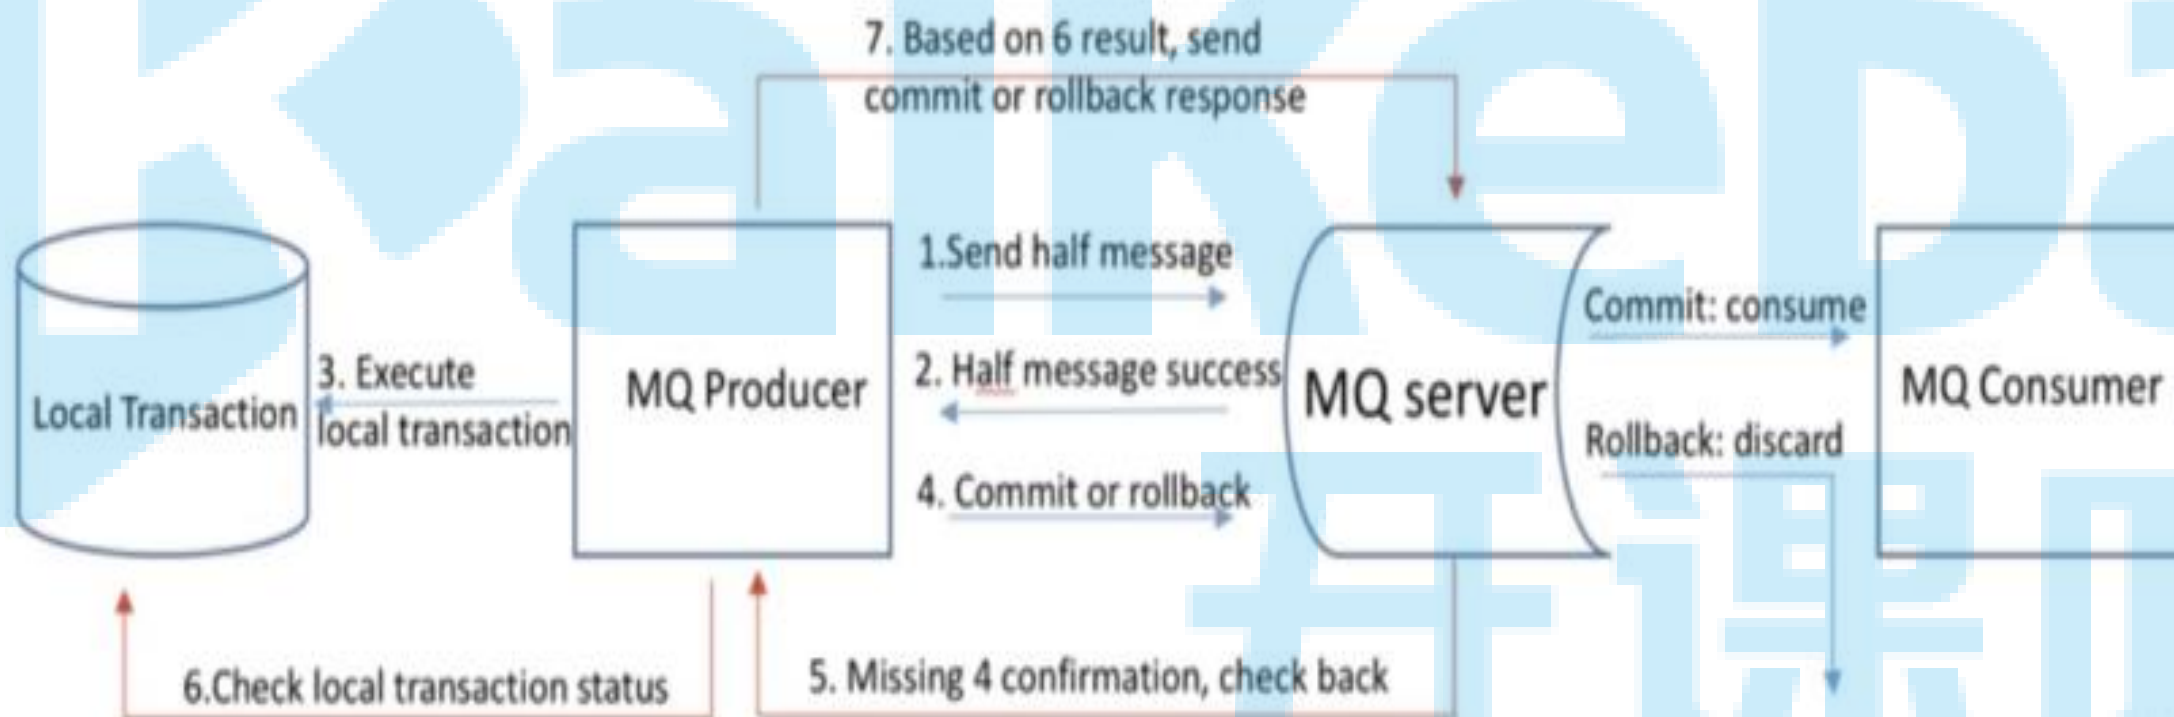 7. Based on 6 result, send
commit or rollback response
1.Send half message
Commit: consume
3. Execute
local transaction
2. Half message success
Local Transaction
MQ Producer
MQ server
MQ Consumer
Rollback: discard
4. Commit or rollback
6.Check local transaction status
5. Missing 4 confirmation, check back